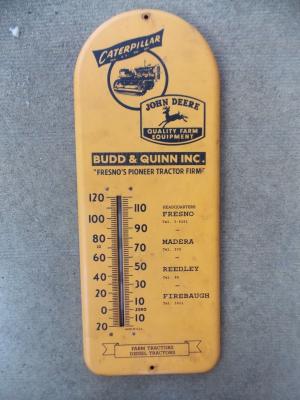 CATERPILLAR
JOHN DEERE
QUALITY FARM
EQUIPMENT
BUDD & QUINN INC.
"FRESNO'S PIONEER TRACTOR FIRM"
120
110
100
90
80
70
60
50
40
30
20
10
0
ZERO
10
20
HEADQUARTERS
FRESNO
MADERA
REEDLEY
FIREBAUGH
FARM TRACTORS
DIESEL TRACTORS